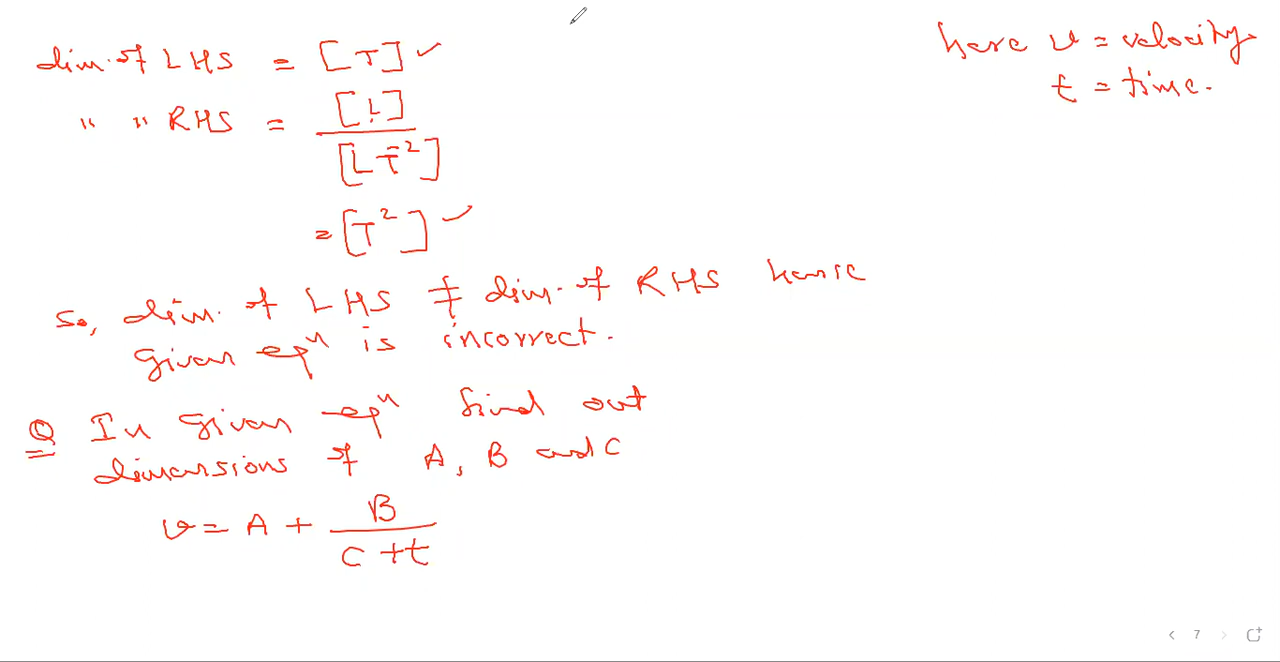 dim. of LHS = [T] ✓
" " RHS = [L] / [LT⁻²]
= [T²] ✓
So, dim. of LHS ≠ dim. of RHS hence
given eqⁿ is incorrect.
Q In given eqⁿ find out
dimensions of A, B and C
v = A + B / (C + t)
here v = velocity
t = time.
< 7 >